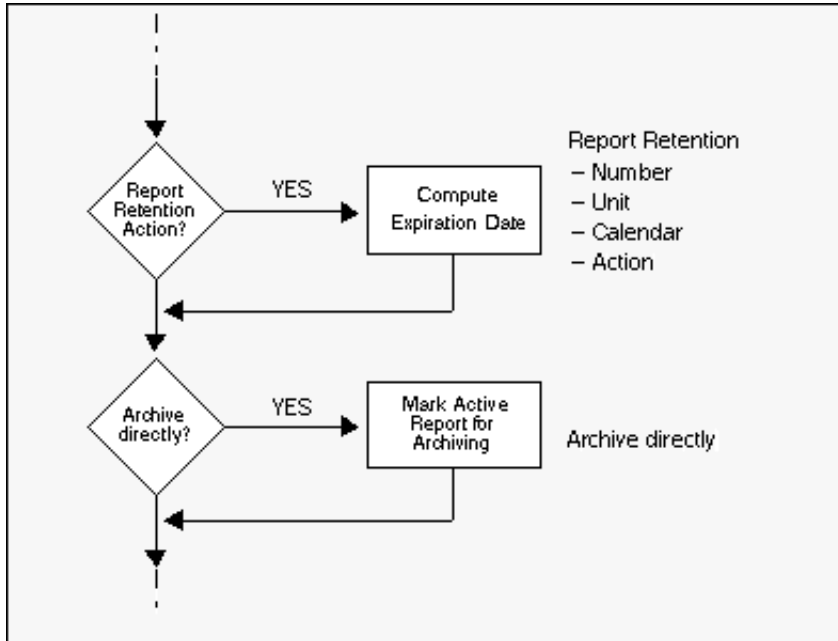 Report
Retention
Action?
YES
Compute
Expiration Date
Report Retention
– Number
– Unit
– Calendar
– Action
Archive
directly?
YES
Mark Active
Report for
Archiving
Archive directly